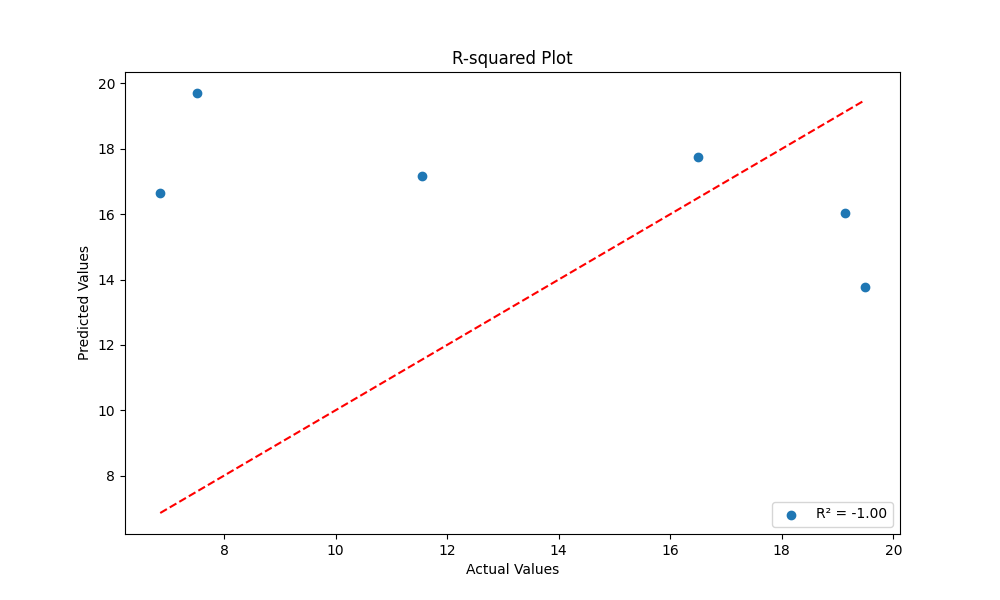 R-squared Plot
20
18
16
14
12
10
8
Predicted Values
R² = -1.00
8 10 12 14 16 18 20
Actual Values